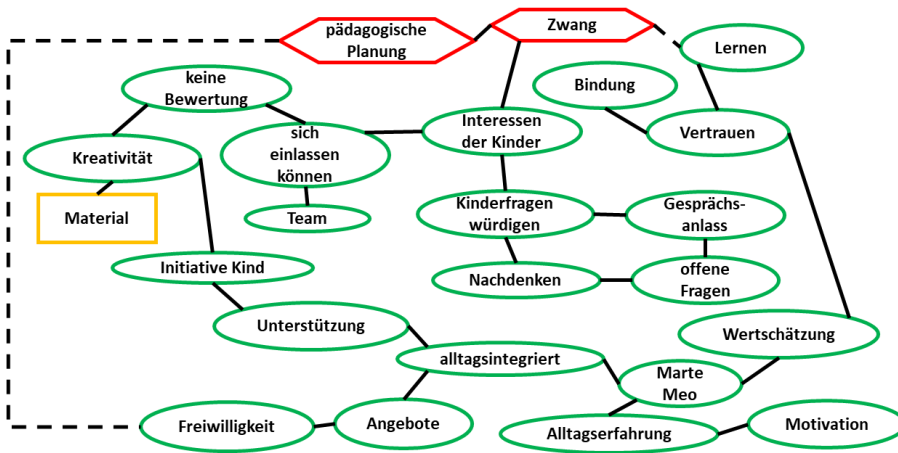 pädagogische
Planung
Zwang
Lernen
keine
Bewertung
Bindung
sich
einlassen
können
Interessen
der Kinder
Vertrauen
Kreativität
Material
Team
Kinderfragen
würdigen
Gesprächs-
anlass
Initiative Kind
Nachdenken
offene
Fragen
Unterstützung
Wertschätzung
alltagsintegriert
Marte
Meo
Freiwilligkeit
Angebote
Alltagserfahrung
Motivation